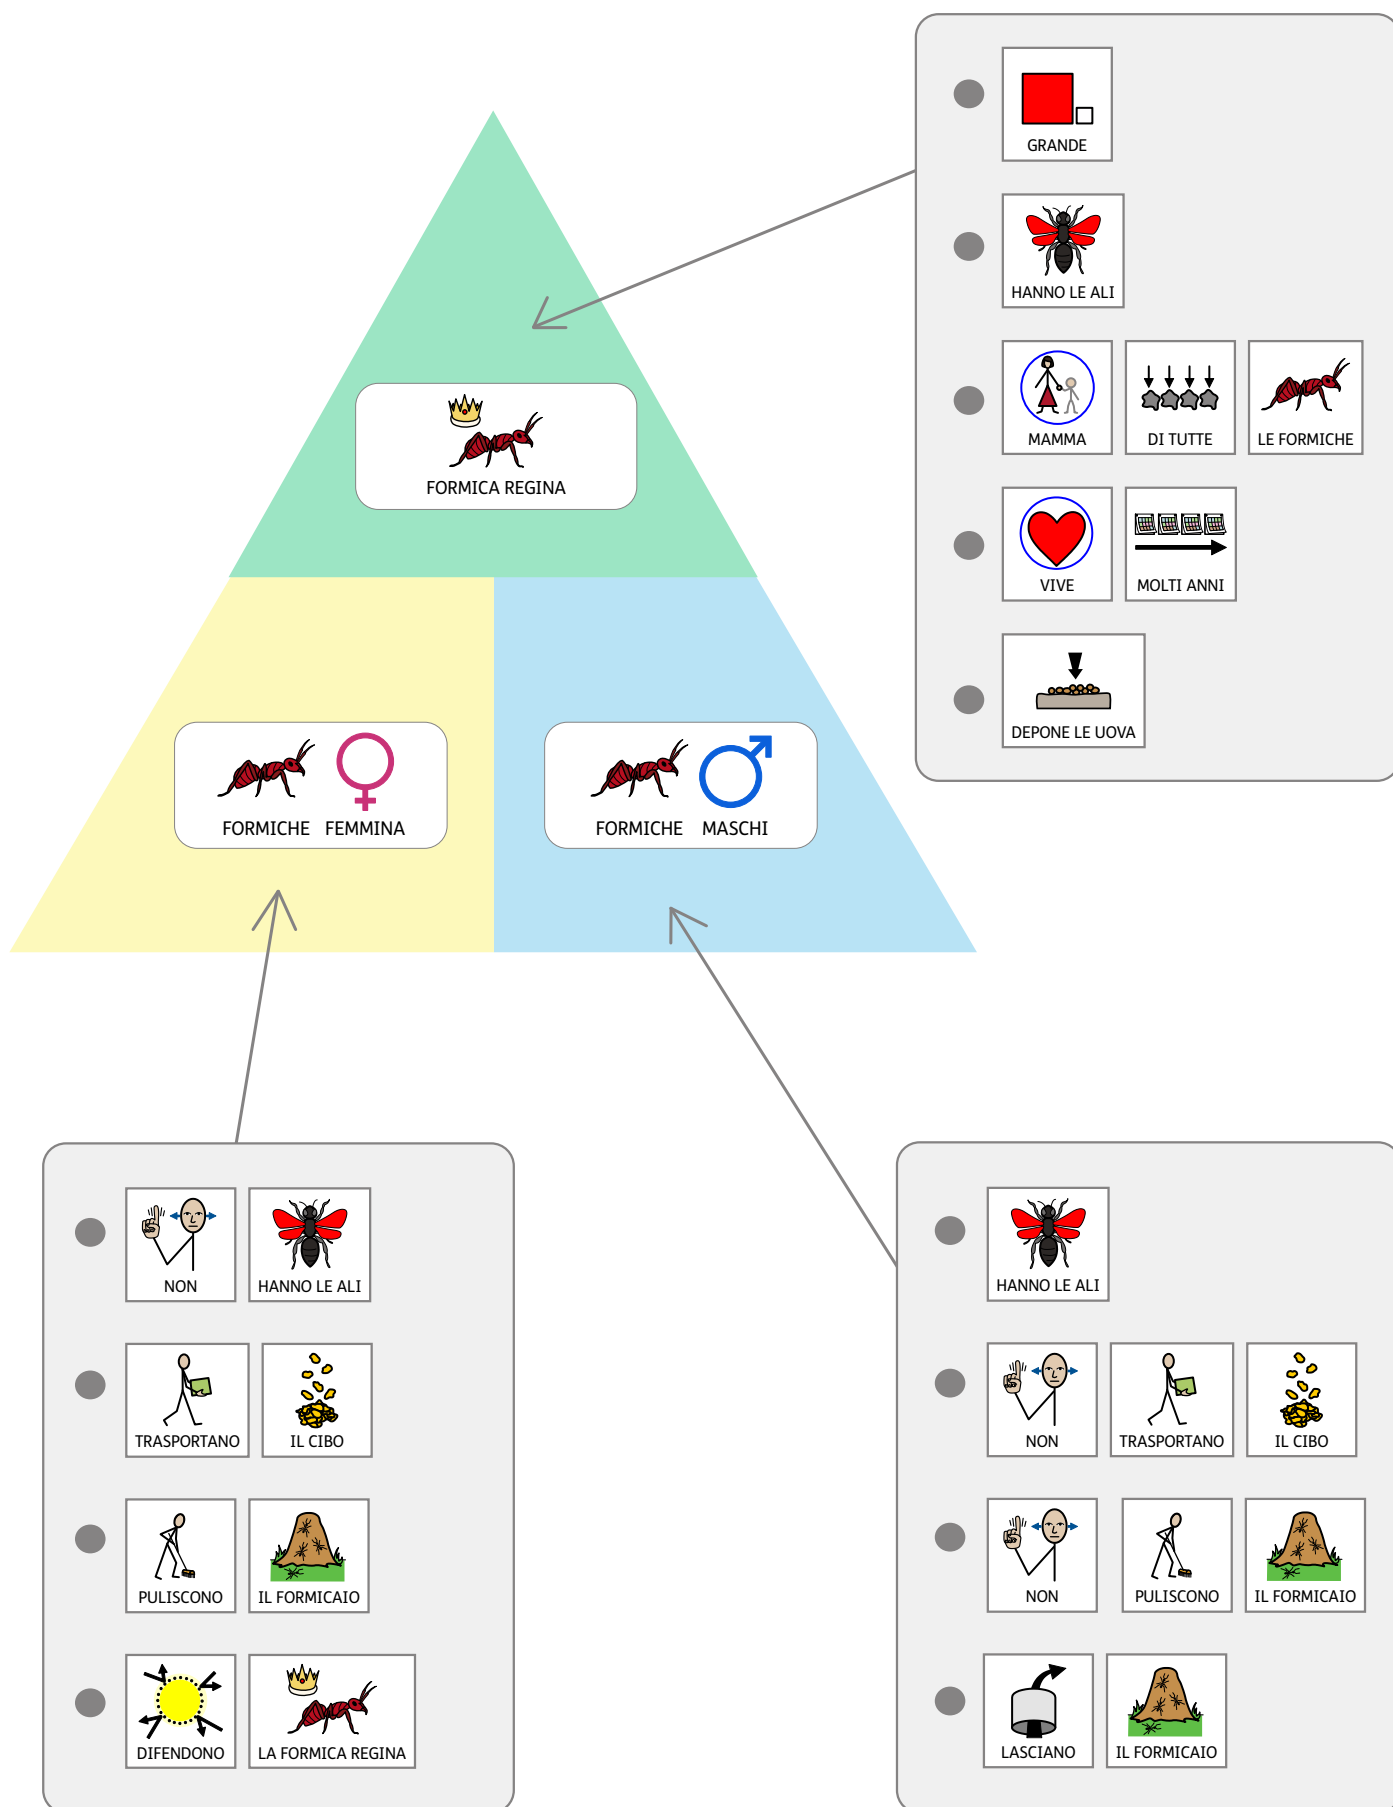 GRANDE
HANNO LE ALI
MAMMA DI TUTTE LE FORMICHE
VIVE MOLTI ANNI
DEPONE LE UOVA
FORMICA REGINA
FORMICHE FEMMINA
FORMICHE MASCHI
NON HANNO LE ALI
TRASPORTANO IL CIBO
PULISCONO IL FORMICAIO
DIFENDONO LA FORMICA REGINA
HANNO LE ALI
NON TRASPORTANO IL CIBO
NON PULISCONO IL FORMICAIO
LASCIANO IL FORMICAIO